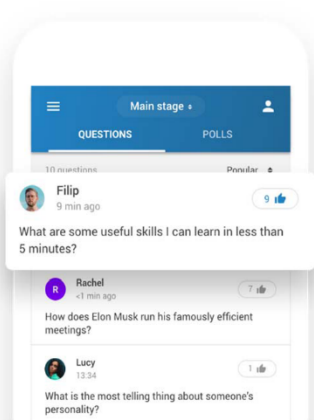 Main stage
QUESTIONS POLLS
10 questions Popular
Filip
9 min ago
9
What are some useful skills I can learn in less than
5 minutes?
R
Rachel
<1 min ago
7
How does Elon Musk run his famously efficient
meetings?
Lucy
13:34
1
What is the most telling thing about someone's
personality?